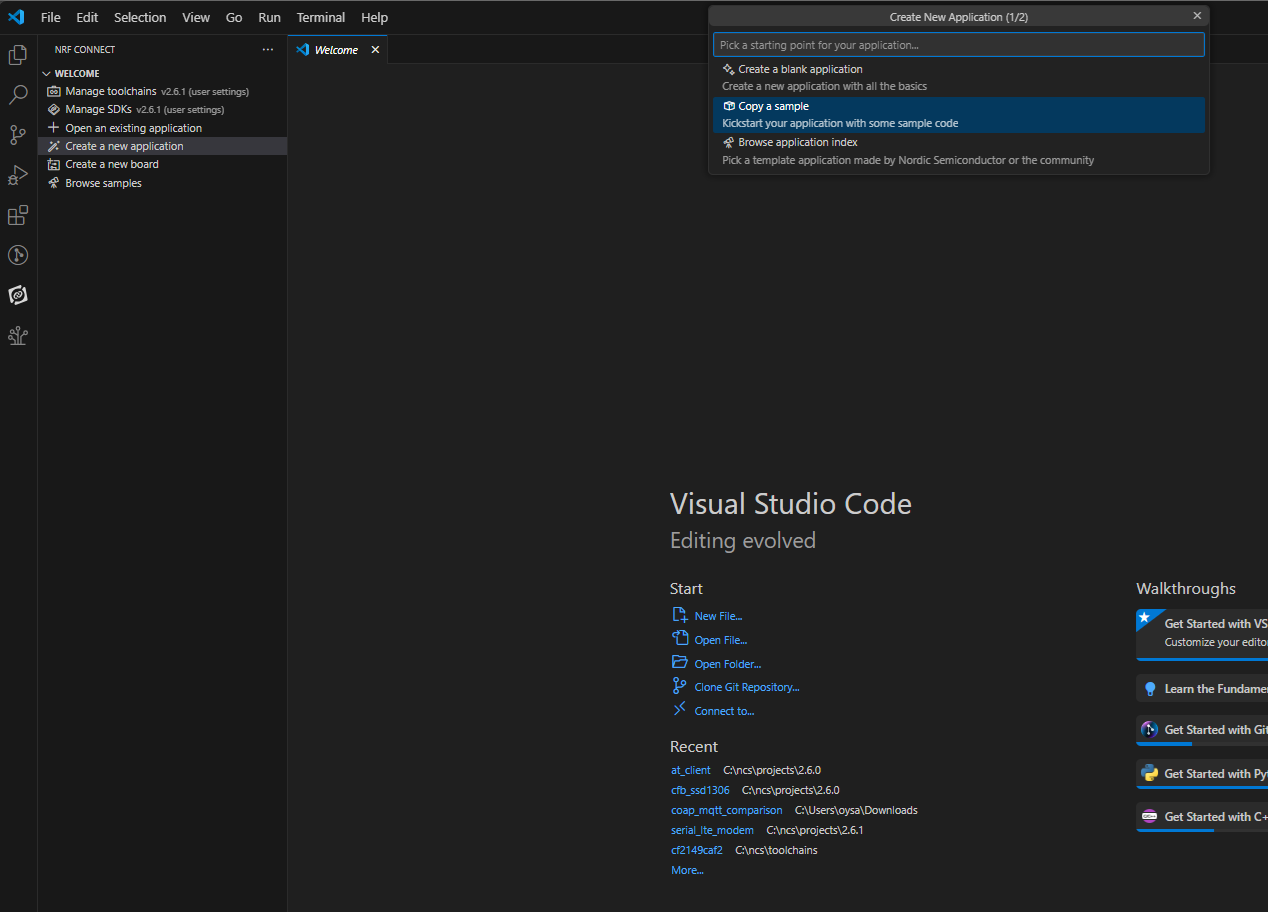 File Edit Selection View Go Run Terminal Help
Create New Application (1/2)
Pick a starting point for your application...
Create a blank application
Create a new application with all the basics
Copy a sample
Kickstart your application with some sample code
Browse application index
Pick a template application made by Nordic Semiconductor or the community
NRF CONNECT
WELCOME
Manage toolchains v2.6.1 (user settings)
Manage SDKs v2.6.1 (user settings)
Open an existing application
Create a new application
Create a new board
Browse samples
Welcome
Visual Studio Code
Editing evolved
Start
New File...
Open File...
Open Folder...
Clone Git Repository...
Connect to...
Recent
at_client C:\ncs\projects\2.6.0
cfb_ssd1306 C:\ncs\projects\2.6.0
coap_mqtt_comparison C:\Users\oysa\Downloads
serial_lte_modem C:\ncs\projects\2.6.1
cf2149caf2 C:\ncs\toolchains
More...
Walkthroughs
Get Started with VS
Customize your edito
Learn the Fundame
Get Started with Git
Get Started with Py
Get Started with C+